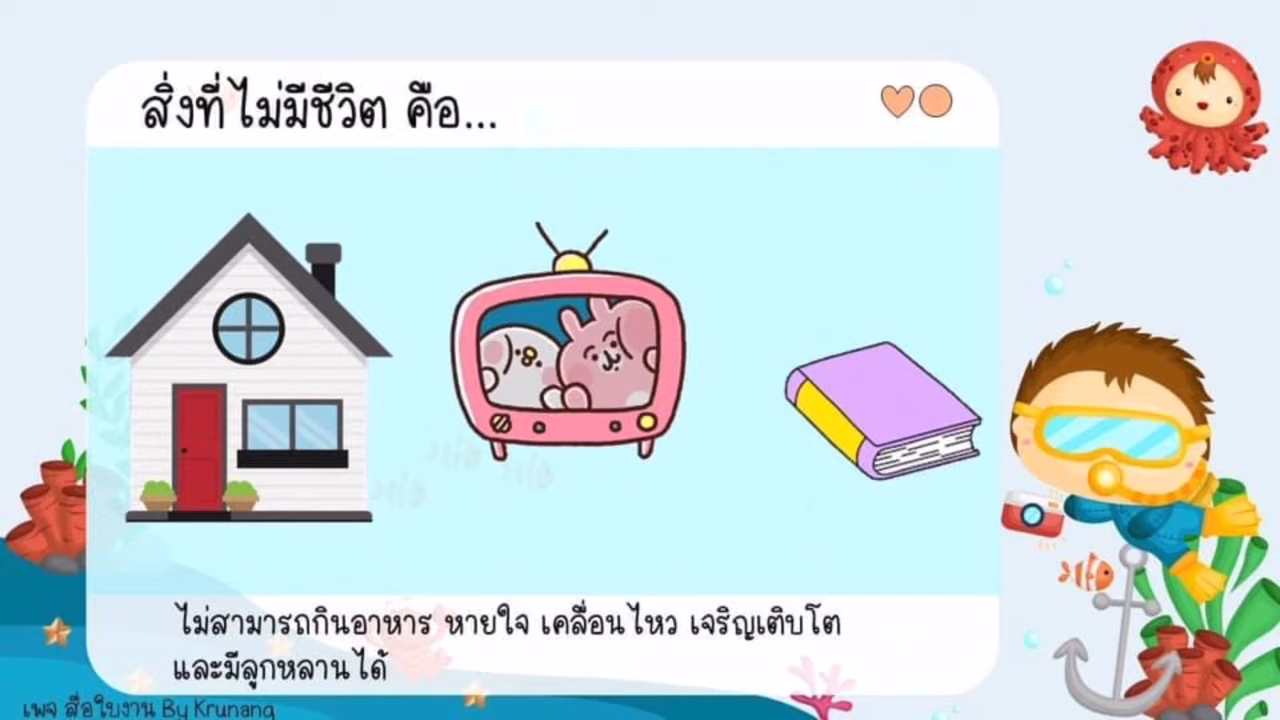 สิ่งที่ไม่มีชีวิต คือ...
ไม่สามารถกินอาหาร หายใจ เคลื่อนไหว เจริญเติบโต
และมีลูกหลานได้
เพจ สื่อใบงาน By Krunang